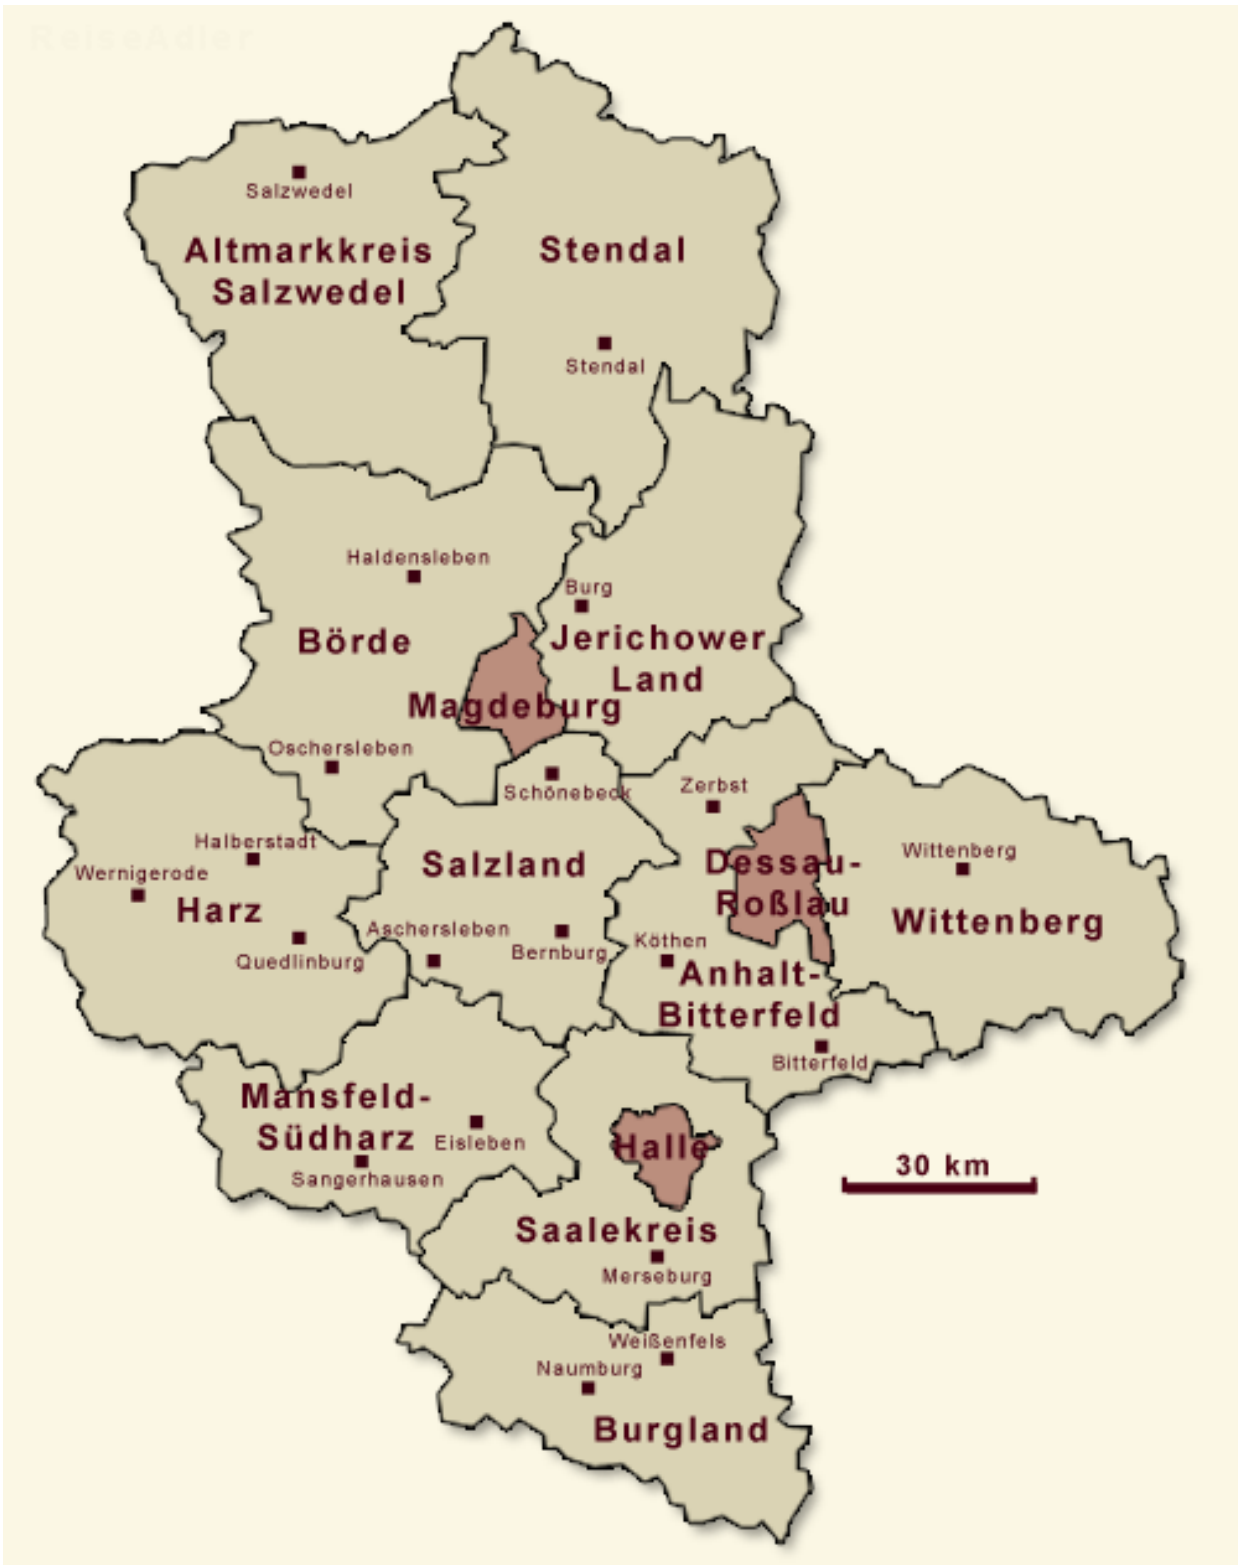 ReiseAdler
Salzwedel
Altmarkkreis
Salzwedel
Stendal
Stendal
Haldensleben
Burg
Börde
Jerichower
Land
Magdeburg
Oschersleben
Schönebeck
Zerbst
Halberstadt
Wernigerode
Harz
Quedlinburg
Salzland
Aschersleben
Bernburg
Dessau-
Roßlau
Wittenberg
Wittenberg
Köthen
Anhalt-
Bitterfeld
Bitterfeld
Mansfeld-
Südharz
Eisleben
Sangerhausen
Halle
30 km
Saalekreis
Merseburg
Weißenfels
Naumburg
Burgland